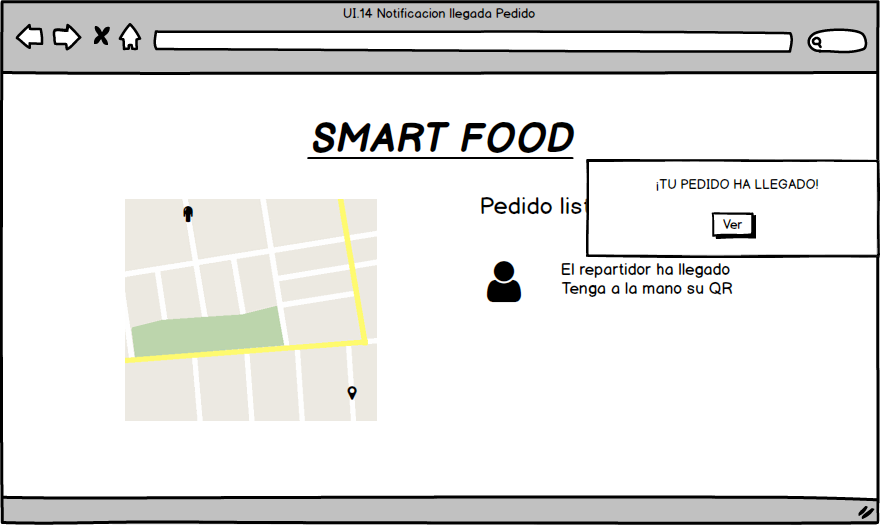 UI.14 Notificacion llegada Pedido
SMART FOOD
¡TU PEDIDO HA LLEGADO!
Ver
Pedido
El repartidor ha llegado
Tenga a la mano su QR